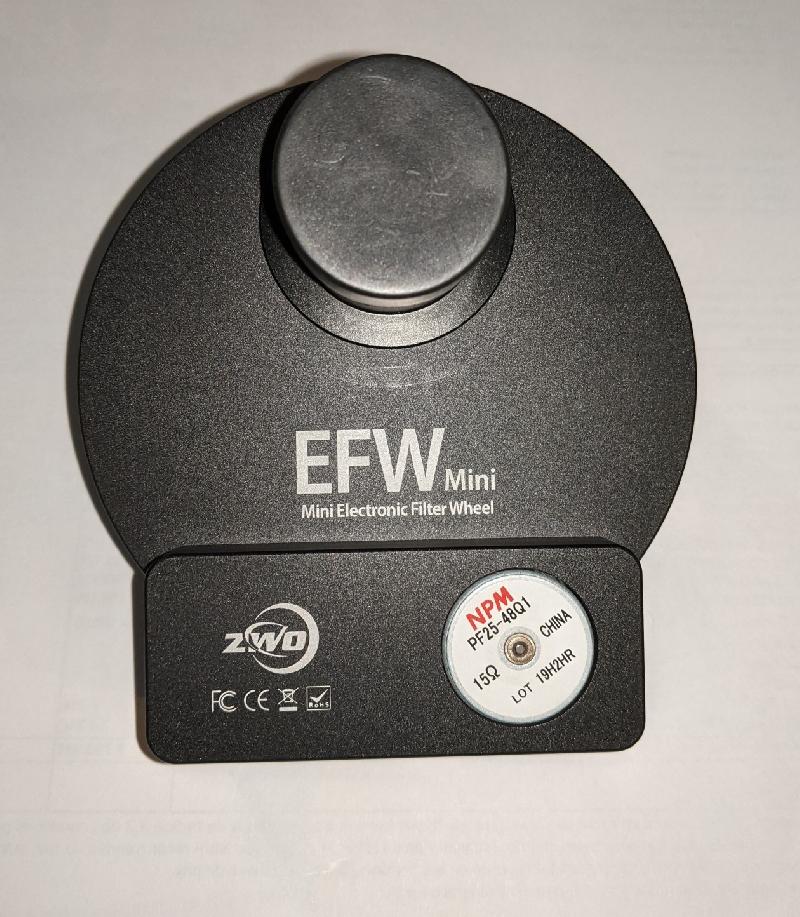 EFW Mini
Mini Electronic Filter Wheel
ZWO
FC CE RoHS
NPM
PF25-48Q1
CHINA
15Ω
LOT 19H2HR